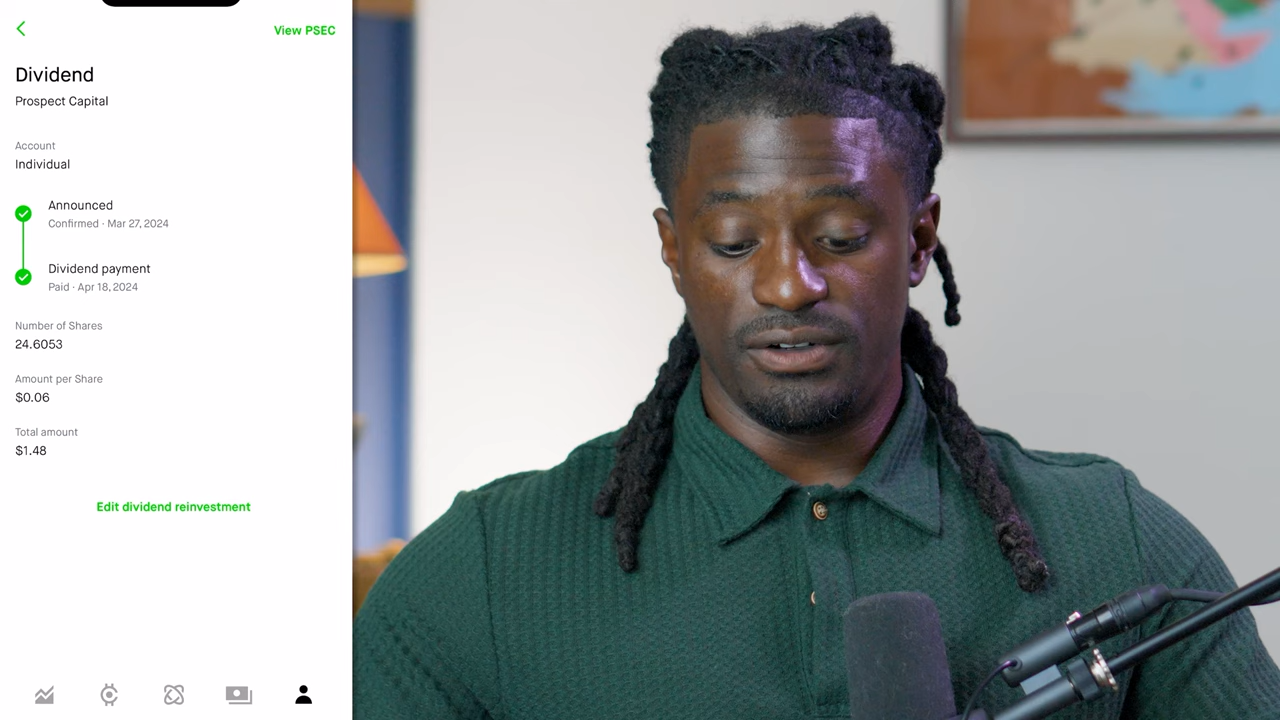 View PSEC
Dividend
Prospect Capital
Account
Individual
Announced
Confirmed · Mar 27, 2024
Dividend payment
Paid · Apr 18, 2024
Number of Shares
24.6053
Amount per Share
$0.06
Total amount
$1.48
Edit dividend reinvestment